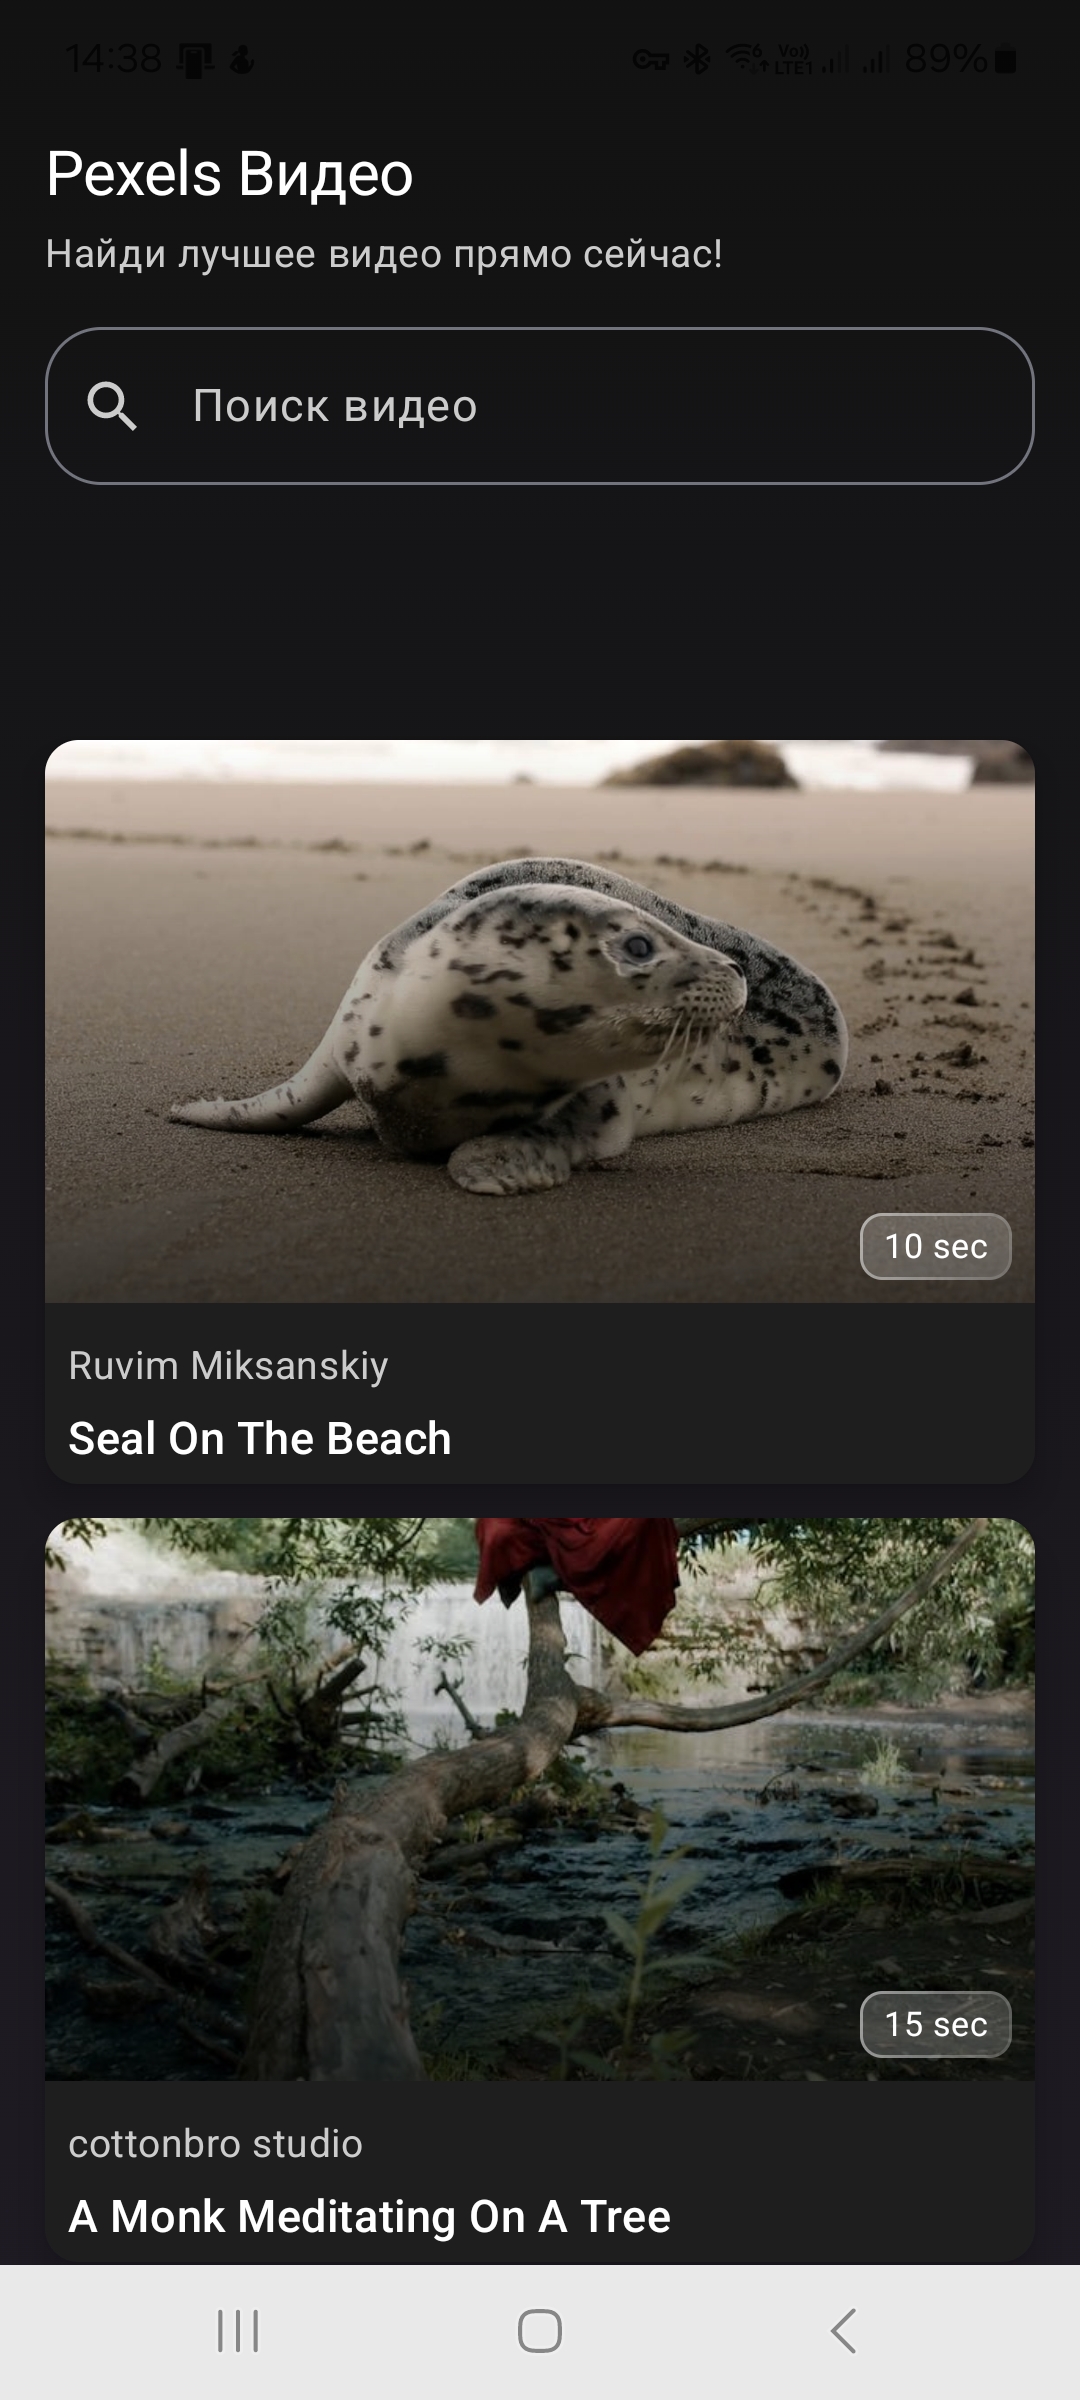 14:38 89%
Pexels Видео
Найди лучшее видео прямо сейчас!
Поиск видео
10 sec
Ruvim Miksanskiy
Seal On The Beach
15 sec
cottonbro studio
A Monk Meditating On A Tree